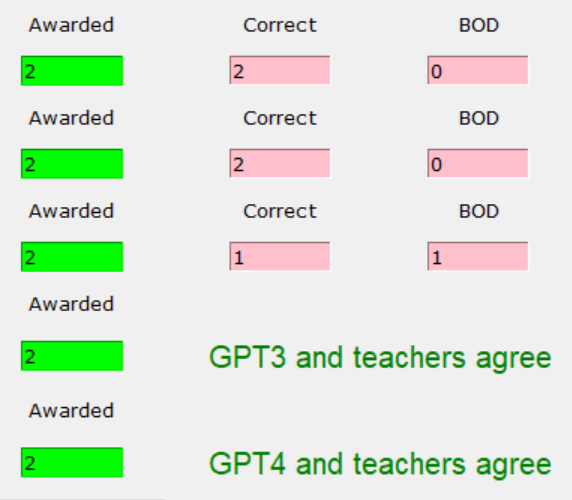 Awarded Correct BOD
2 2 0
Awarded Correct BOD
2 2 0
Awarded Correct BOD
2 1 1
Awarded
2 GPT3 and teachers agree
Awarded
2 GPT4 and teachers agree